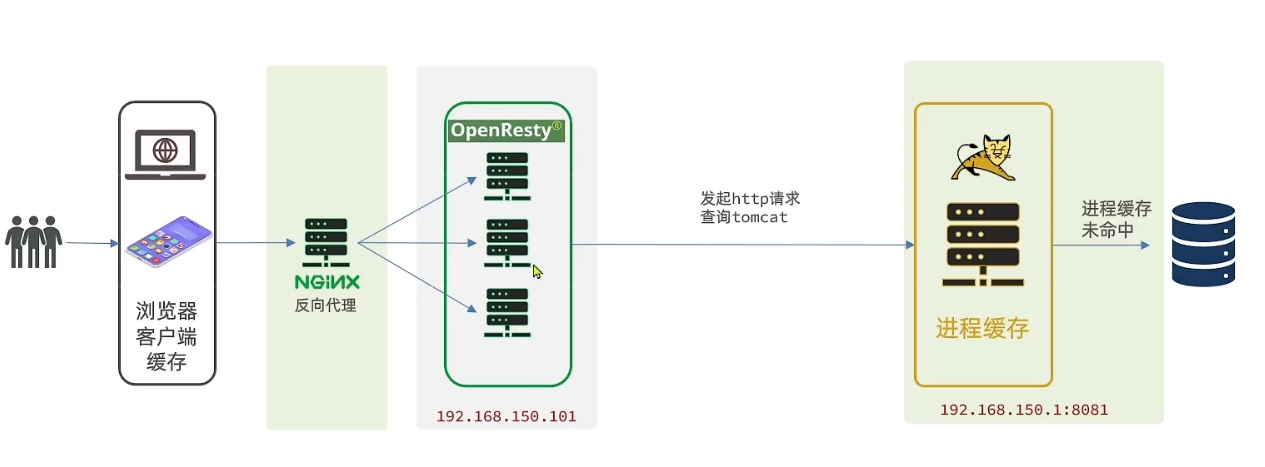 浏览器
客户端
缓存
NGINX
反向代理
OpenResty®
192.168.150.101
发起http请求
查询tomcat
进程缓存
192.168.150.1:8081
进程缓存
未命中